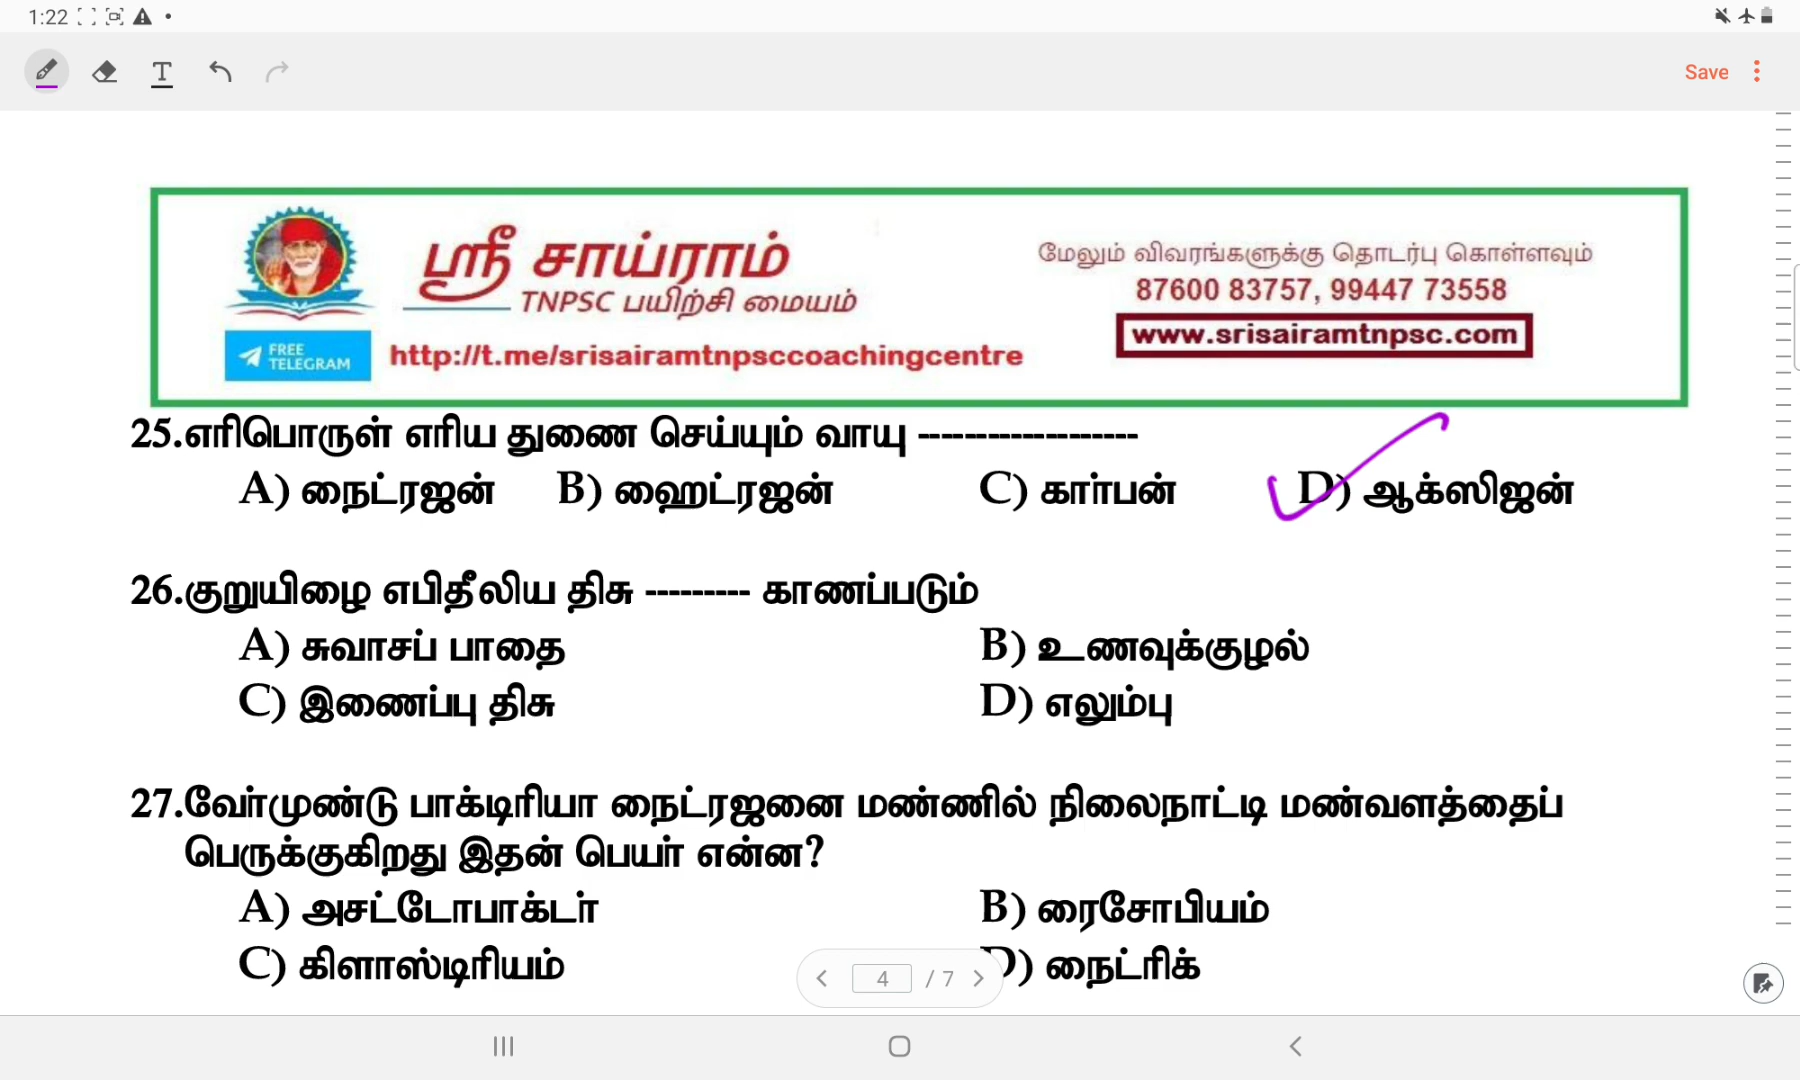 1:22
Save
ஸ்ரீ சாய்ராம்
TNPSC பயிற்சி மையம்
FREE
TELEGRAM
http://t.me/srisairamtnpsccoachingcentre
மேலும் விவரங்களுக்கு தொடர்பு கொள்ளவும்
87600 83757, 99447 73558
www.srisairamtnpsc.com
25.எரிபொருள் எரிய துணை செய்யும் வாயு -------------------
A) நைட்ரஜன் B) ஹைட்ரஜன் C) கார்பன் D) ஆக்ஸிஜன்
26.குறுயிழை எபிதீலிய திசு --------- காணப்படும்
A) சுவாசப் பாதை B) உணவுக்குழல்
C) இணைப்பு திசு D) எலும்பு
27.வேர்முண்டு பாக்டிரியா நைட்ரஜனை மண்ணில் நிலைநாட்டி மண்வளத்தைப்
பெருக்குகிறது இதன் பெயர் என்ன?
A) அசட்டோபாக்டர் B) ரைசோபியம்
C) கிளாஸ்டிரியம் D) நைட்ரிக்
4 / 7